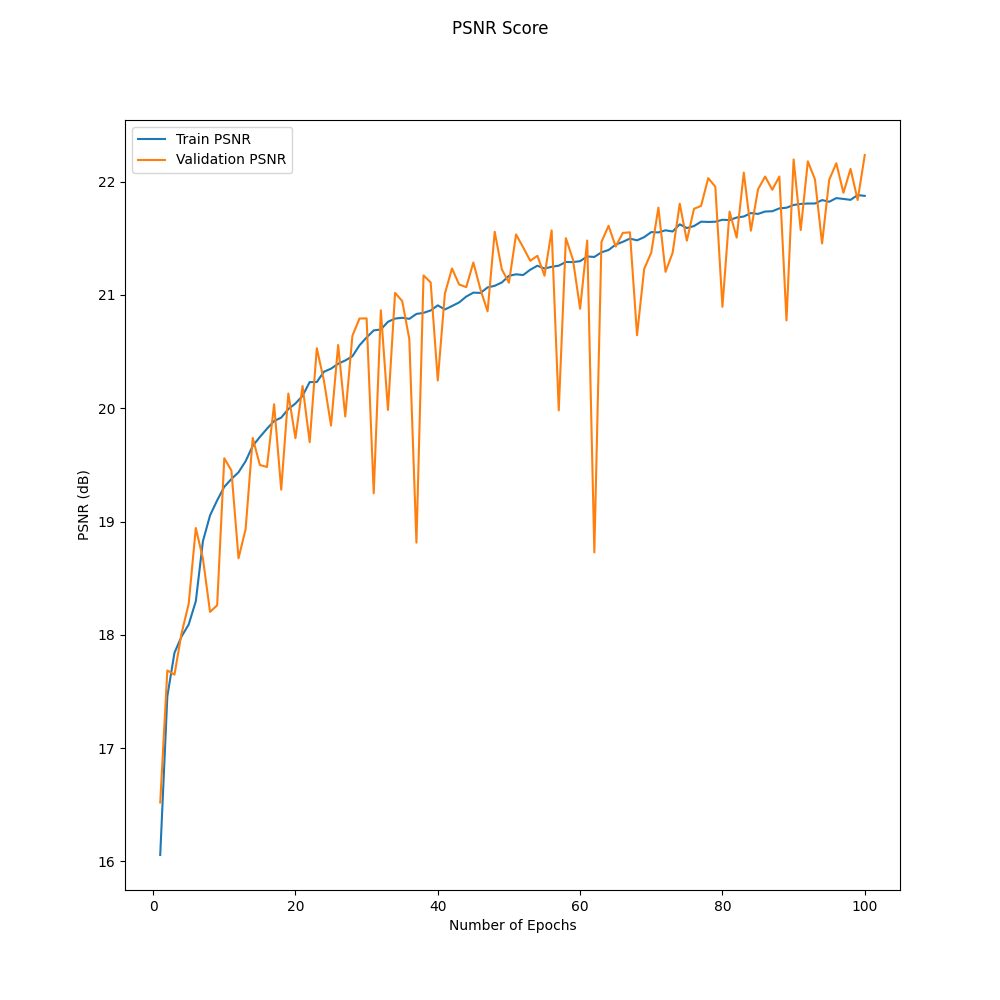 PSNR Score
Train PSNR
Validation PSNR
22
21
20
19
18
17
16
PSNR (dB)
0 20 40 60 80 100
Number of Epochs